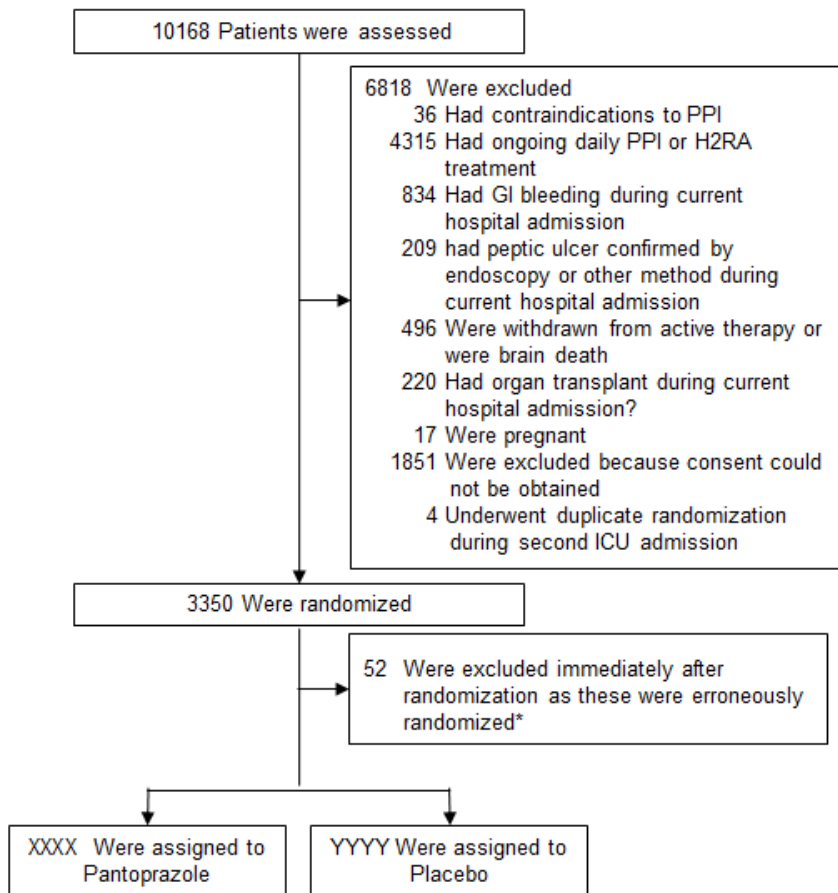 10168 Patients were assessed
6818 Were excluded
36 Had contraindications to PPI
4315 Had ongoing daily PPI or H2RA
treatment
834 Had GI bleeding during current
hospital admission
209 had peptic ulcer confirmed by
endoscopy or other method during
current hospital admission
496 Were withdrawn from active therapy or
were brain death
220 Had organ transplant during current
hospital admission?
17 Were pregnant
1851 Were excluded because consent could
not be obtained
4 Underwent duplicate randomization
during second ICU admission
3350 Were randomized
52 Were excluded immediately after
randomization as these were erroneously
randomized*
XXXX Were assigned to
Pantoprazole
YYYY Were assigned to
Placebo